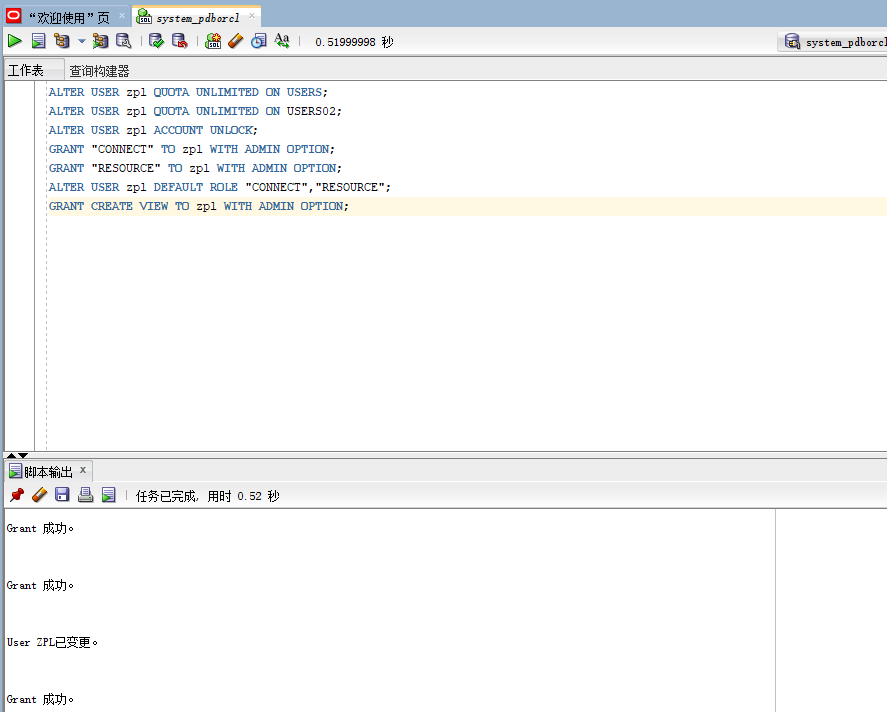 “欢迎使用”页
system_pdborcl
0.51999998 秒
system_pdborcl
工作表
查询构建器
ALTER USER zpl QUOTA UNLIMITED ON USERS;
ALTER USER zpl QUOTA UNLIMITED ON USERS02;
ALTER USER zpl ACCOUNT UNLOCK;
GRANT "CONNECT" TO zpl WITH ADMIN OPTION;
GRANT "RESOURCE" TO zpl WITH ADMIN OPTION;
ALTER USER zpl DEFAULT ROLE "CONNECT","RESOURCE";
GRANT CREATE VIEW TO zpl WITH ADMIN OPTION;
脚本输出
任务已完成, 用时 0.52 秒
Grant 成功。
Grant 成功。
User ZPL已变更。
Grant 成功。